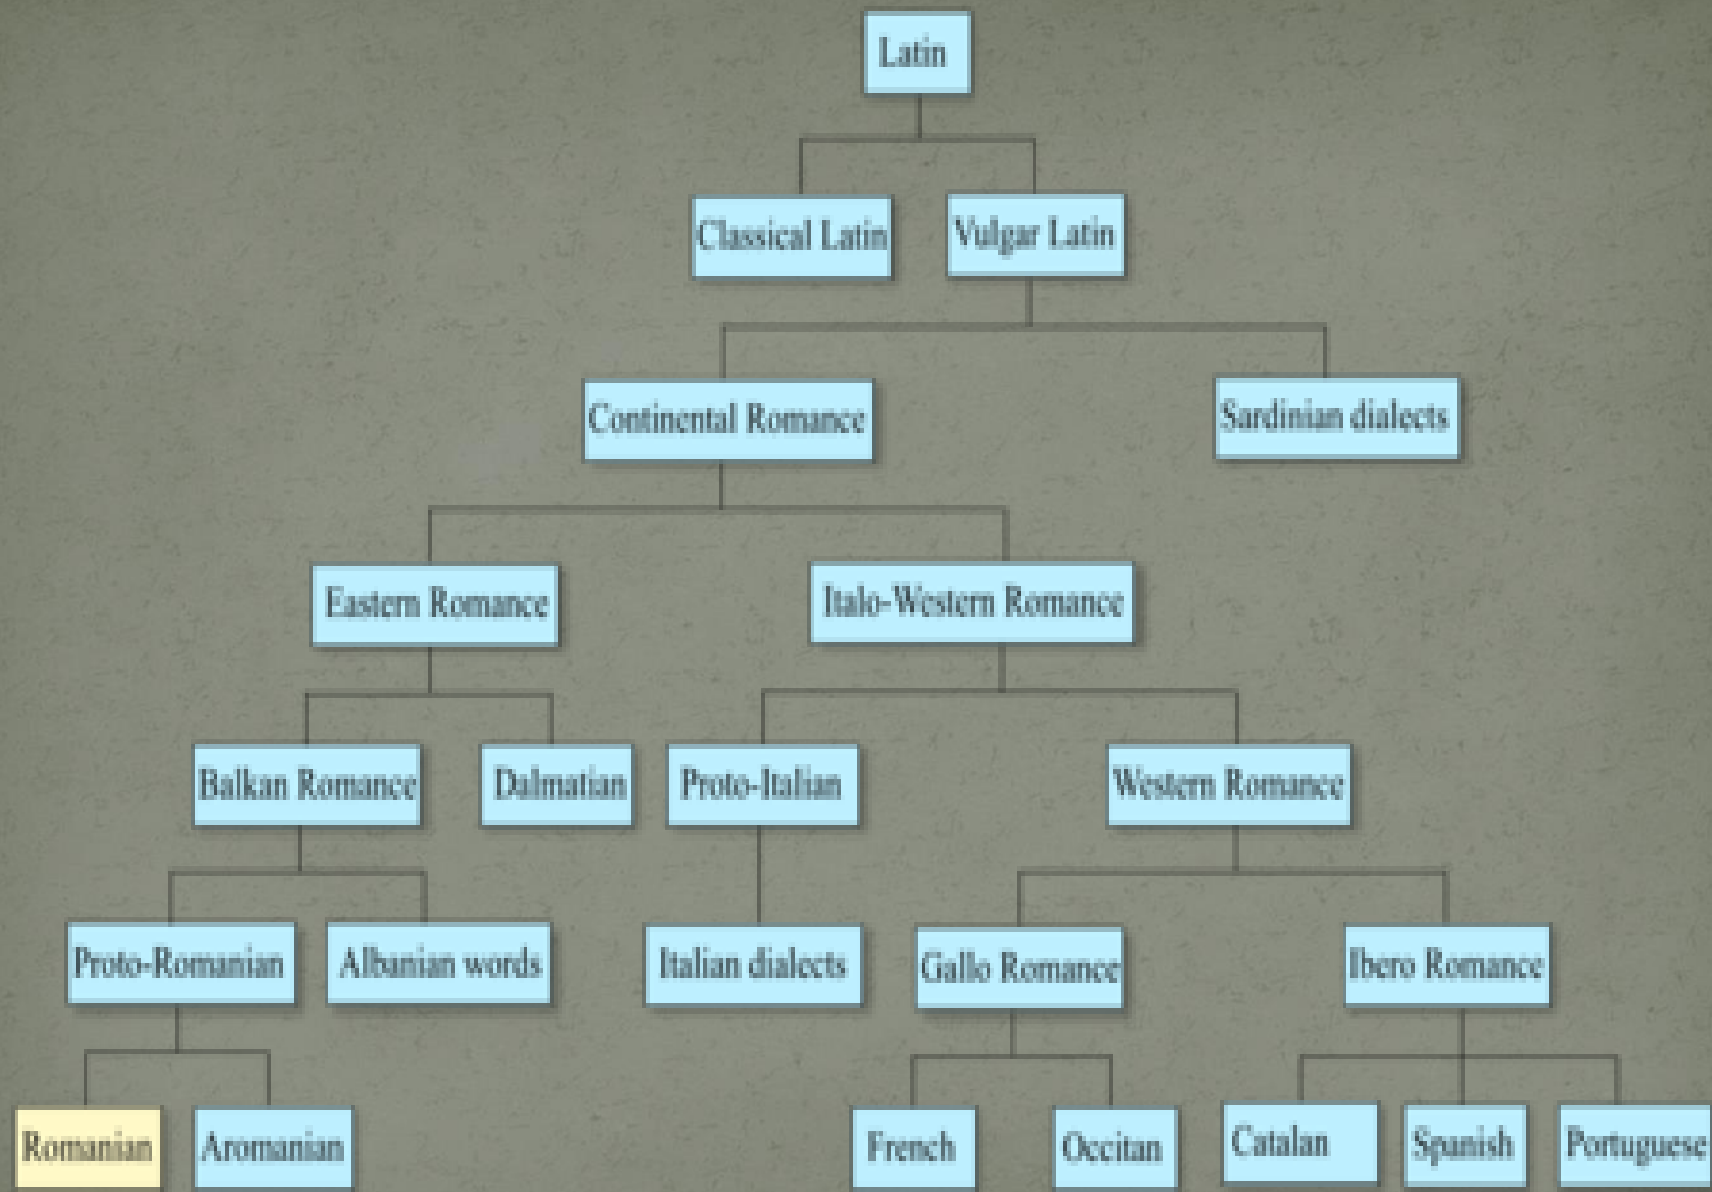 Latin
Classical Latin
Vulgar Latin
Continental Romance
Sardinian dialects
Eastern Romance
Italo-Western Romance
Balkan Romance
Dalmatian
Proto-Italian
Western Romance
Proto-Romanian
Albanian words
Italian dialects
Gallo Romance
Ibero Romance
Romanian
Aromanian
French
Occitan
Catalan
Spanish
Portuguese